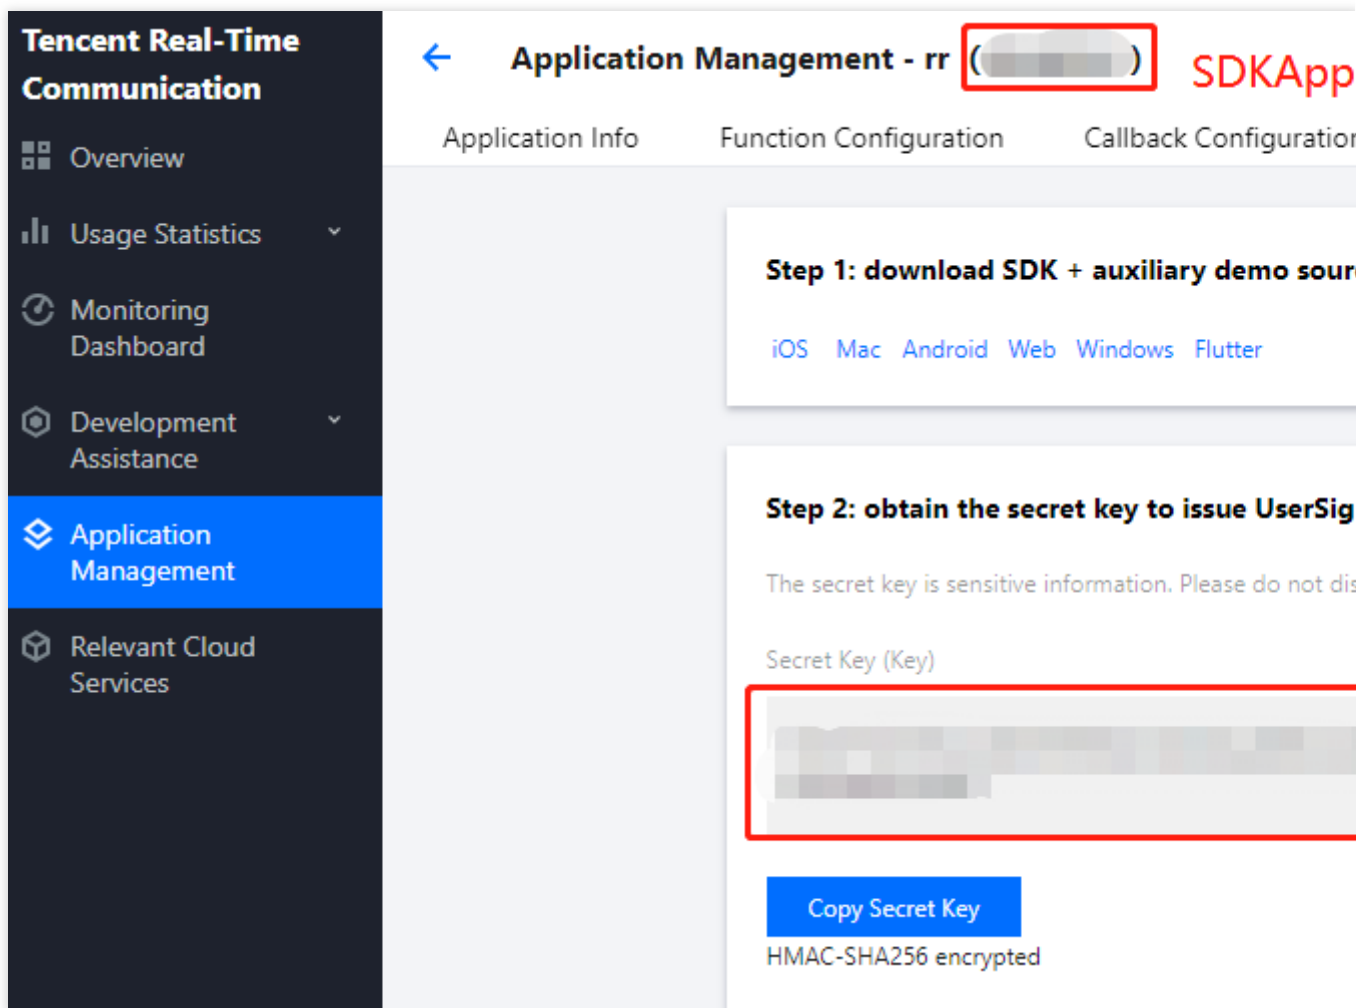 Tencent Real-Time
Communication
Overview
Usage Statistics
Monitoring
Dashboard
Development
Assistance
Application
Management
Relevant Cloud
Services
Application Management - rr ( )
SDKApp
Application Info Function Configuration Callback Configuration
Step 1: download SDK + auxiliary demo sour
iOS Mac Android Web Windows Flutter
Step 2: obtain the secret key to issue UserSig
The secret key is sensitive information. Please do not dis
Secret Key (Key)
Copy Secret Key
HMAC-SHA256 encrypted